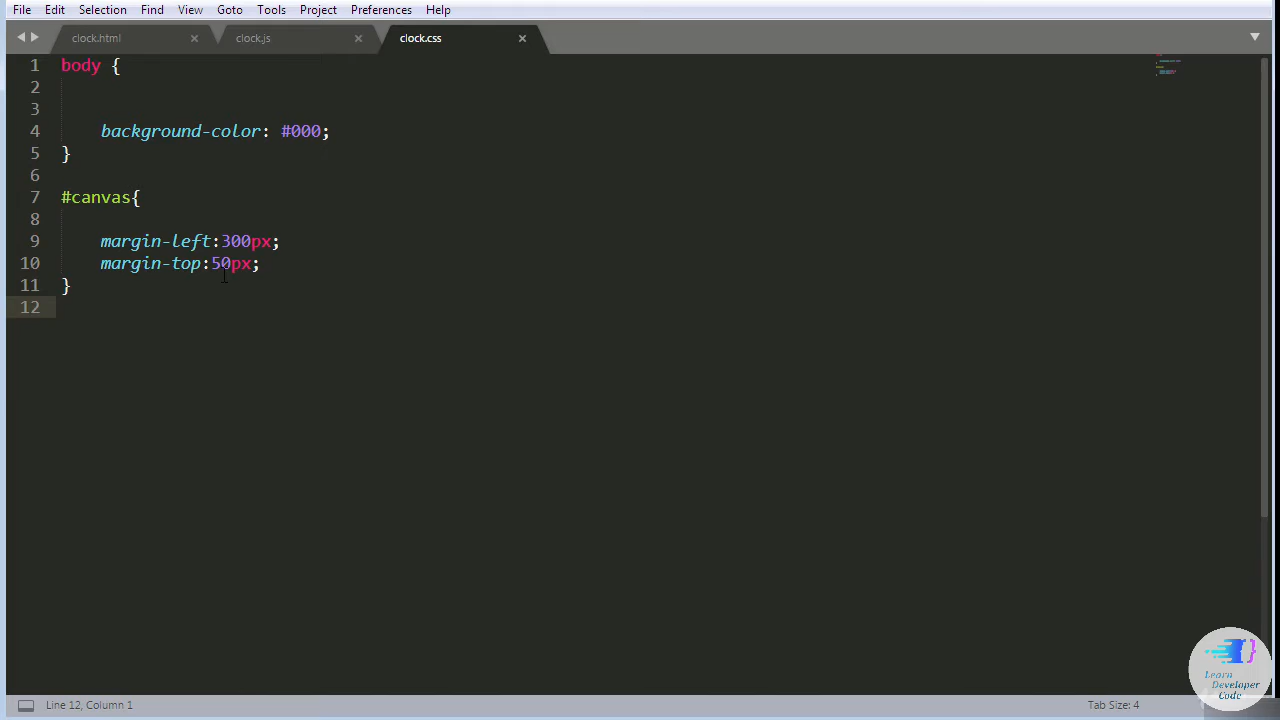 File Edit Selection Find View Goto Tools Project Preferences Help
clock.html × clock.js × clock.css ×
1 body {
2
3
4 background-color: #000;
5 }
6
7 #canvas{
8
9 margin-left:300px;
10 margin-top:50px;
11 }
12
Learn
Developer
Code
Line 12, Column 1 Tab Size: 4